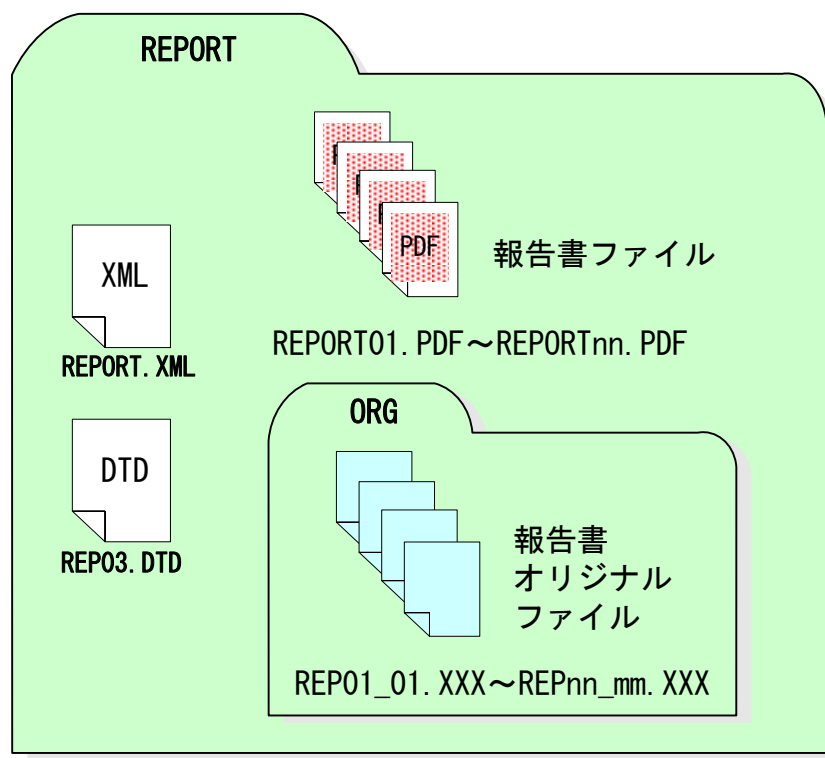 REPORT
PDF
報告書ファイル
REPORT01.PDF～REPORTnn.PDF
XML
REPORT.XML
DTD
REP03.DTD
ORG
報告書
オリジナル
ファイル
REP01_01.XXX～REPnn_mm.XXX